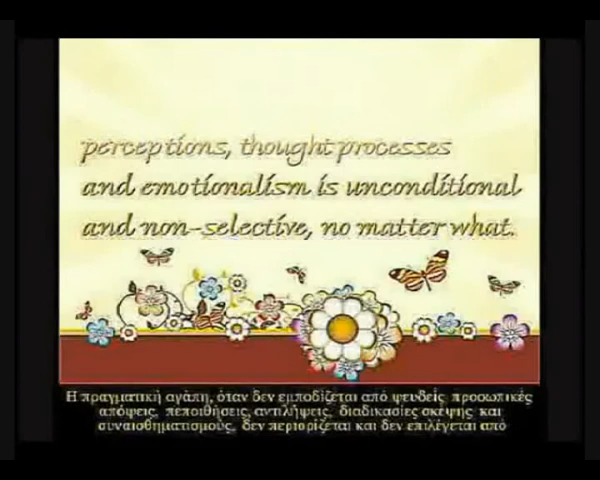 perceptions, thought processes
and emotionalism is unconditional
and non-selective, no matter what.
Η πραγματική αγάπη, όταν δεν εμποδίζεται από ψευδείς προσωπικές
απόψεις, πεποιθήσεις, αντιλήψεις, διαδικασίες σκέψης και
συναισθηματισμούς, δεν περιορίζεται και δεν επιλέγεται από